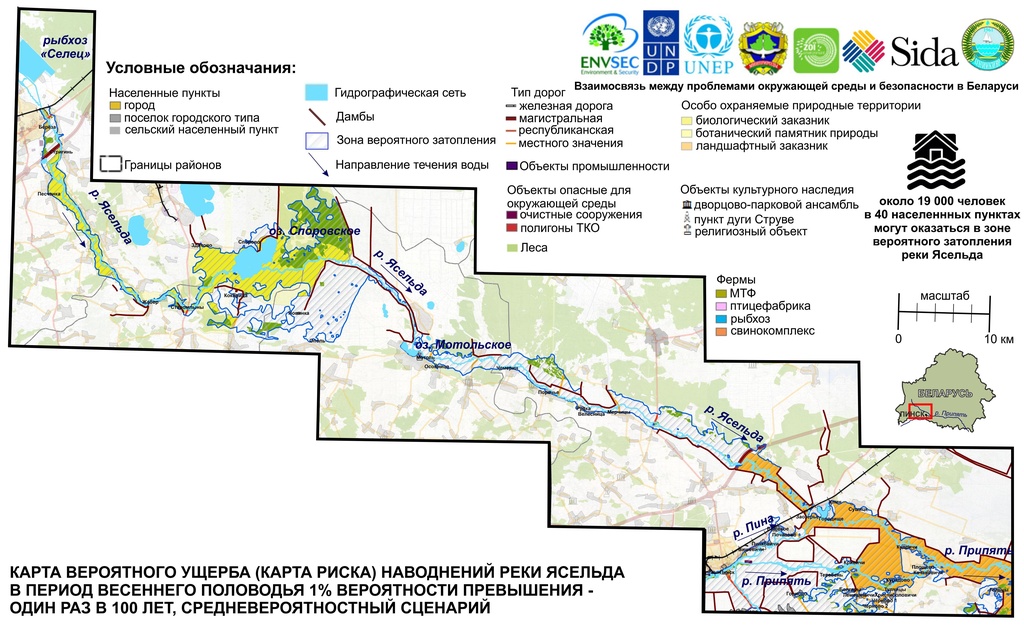 рыбхоз
«Селец»
Условные обозначения:
Населенные пункты
город
поселок городского типа
сельский населенный пункт
Границы районов
Гидрографическая сеть
Дамбы
Зона вероятного затопления
Направление течения воды
Тип дорог
железная дорога
магистральная
республиканская
местного значения
Объекты промышленности
Объекты опасные для
окружающей среды
очистные сооружения
полигоны ТКО
Леса
ENVSEC
Environment & Security
UN
DP
UNEP
ZOI
Sida
Взаимосвязь между проблемами окружающей среды и безопасности в Беларуси
Особо охраняемые природные территории
биологический заказник
ботанический памятник природы
ландшафтный заказник
Объекты культурного наследия
дворцово-парковой ансамбль
пункт дуги Струве
религиозный объект
около 19 000 человек
в 40 населеннных пунктах
могут оказаться в зоне
вероятного затопления
реки Ясельда
Фермы
МТФ
птицефабрика
рыбхоз
свинокомплекс
масштаб
0 10 км
БЕЛАРУСЬ
ПИНСК
р. Припять
р. Ясельда
оз. Споровское
р. Ясельда
оз. Мотольское
р. Ясельда
р. Пина
р. Припять
р. Припять
КАРТА ВЕРОЯТНОГО УЩЕРБА (КАРТА РИСКА) НАВОДНЕНИЙ РЕКИ ЯСЕЛЬДА
В ПЕРИОД ВЕСЕННЕГО ПОЛОВОДЬЯ 1% ВЕРОЯТНОСТИ ПРЕВЫШЕНИЯ -
ОДИН РАЗ В 100 ЛЕТ, СРЕДНЕВЕРОЯТНОСТНЫЙ СЦЕНАРИЙ